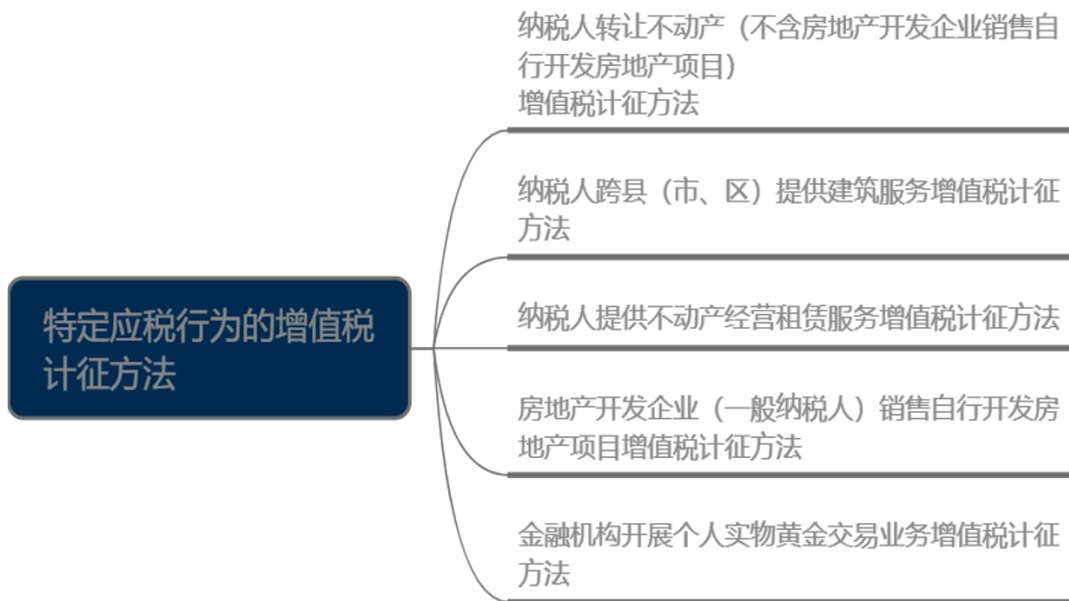 纳税人转让不动产（不含房地产开发企业销售自
行开发房地产项目）
增值税计征方法
纳税人跨县（市、区）提供建筑服务增值税计征
方法
特定应税行为的增值税
计征方法
纳税人提供不动产经营租赁服务增值税计征方法
房地产开发企业（一般纳税人）销售自行开发房
地产项目增值税计征方法
金融机构开展个人实物黄金交易业务增值税计征
方法